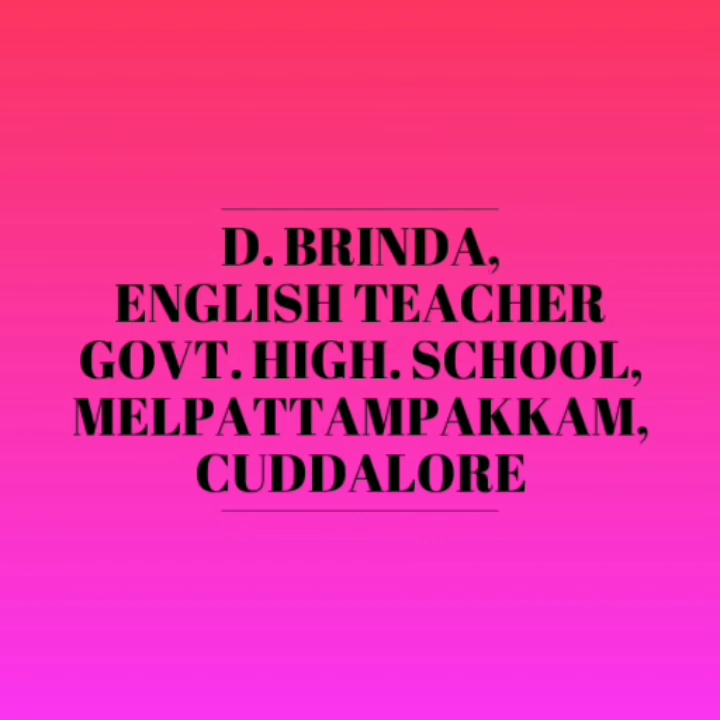 D. BRINDA,
ENGLISH TEACHER
GOVT. HIGH. SCHOOL,
MELPATTAMPAKKAM,
CUDDALORE